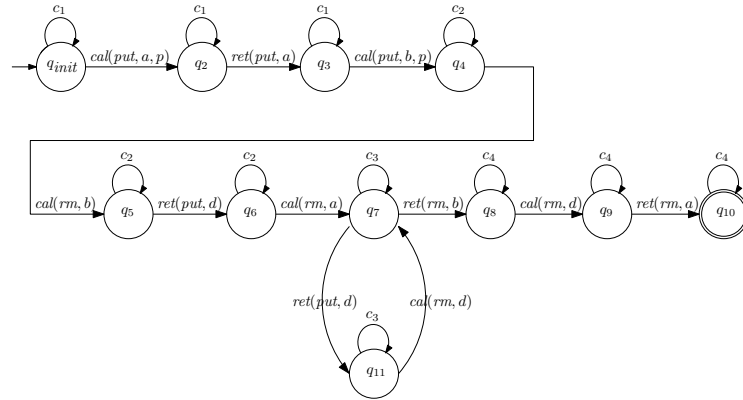 c1 c1 c1 c2
qinit cal(put, a, p) q2 ret(put, a) q3 cal(put, b, p) q4
c2 c2 c3 c4 c4 c4
cal(rm, b) q5 ret(put, d) q6 cal(rm, a) q7 ret(rm, b) q8 cal(rm, d) q9 ret(rm, a) q10
ret(put, d) cal(rm, d)
c3
q11